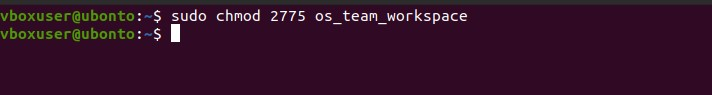 vboxuser@ubonto:~$ sudo chmod 2775 os_team_workspace
vboxuser@ubonto:~$